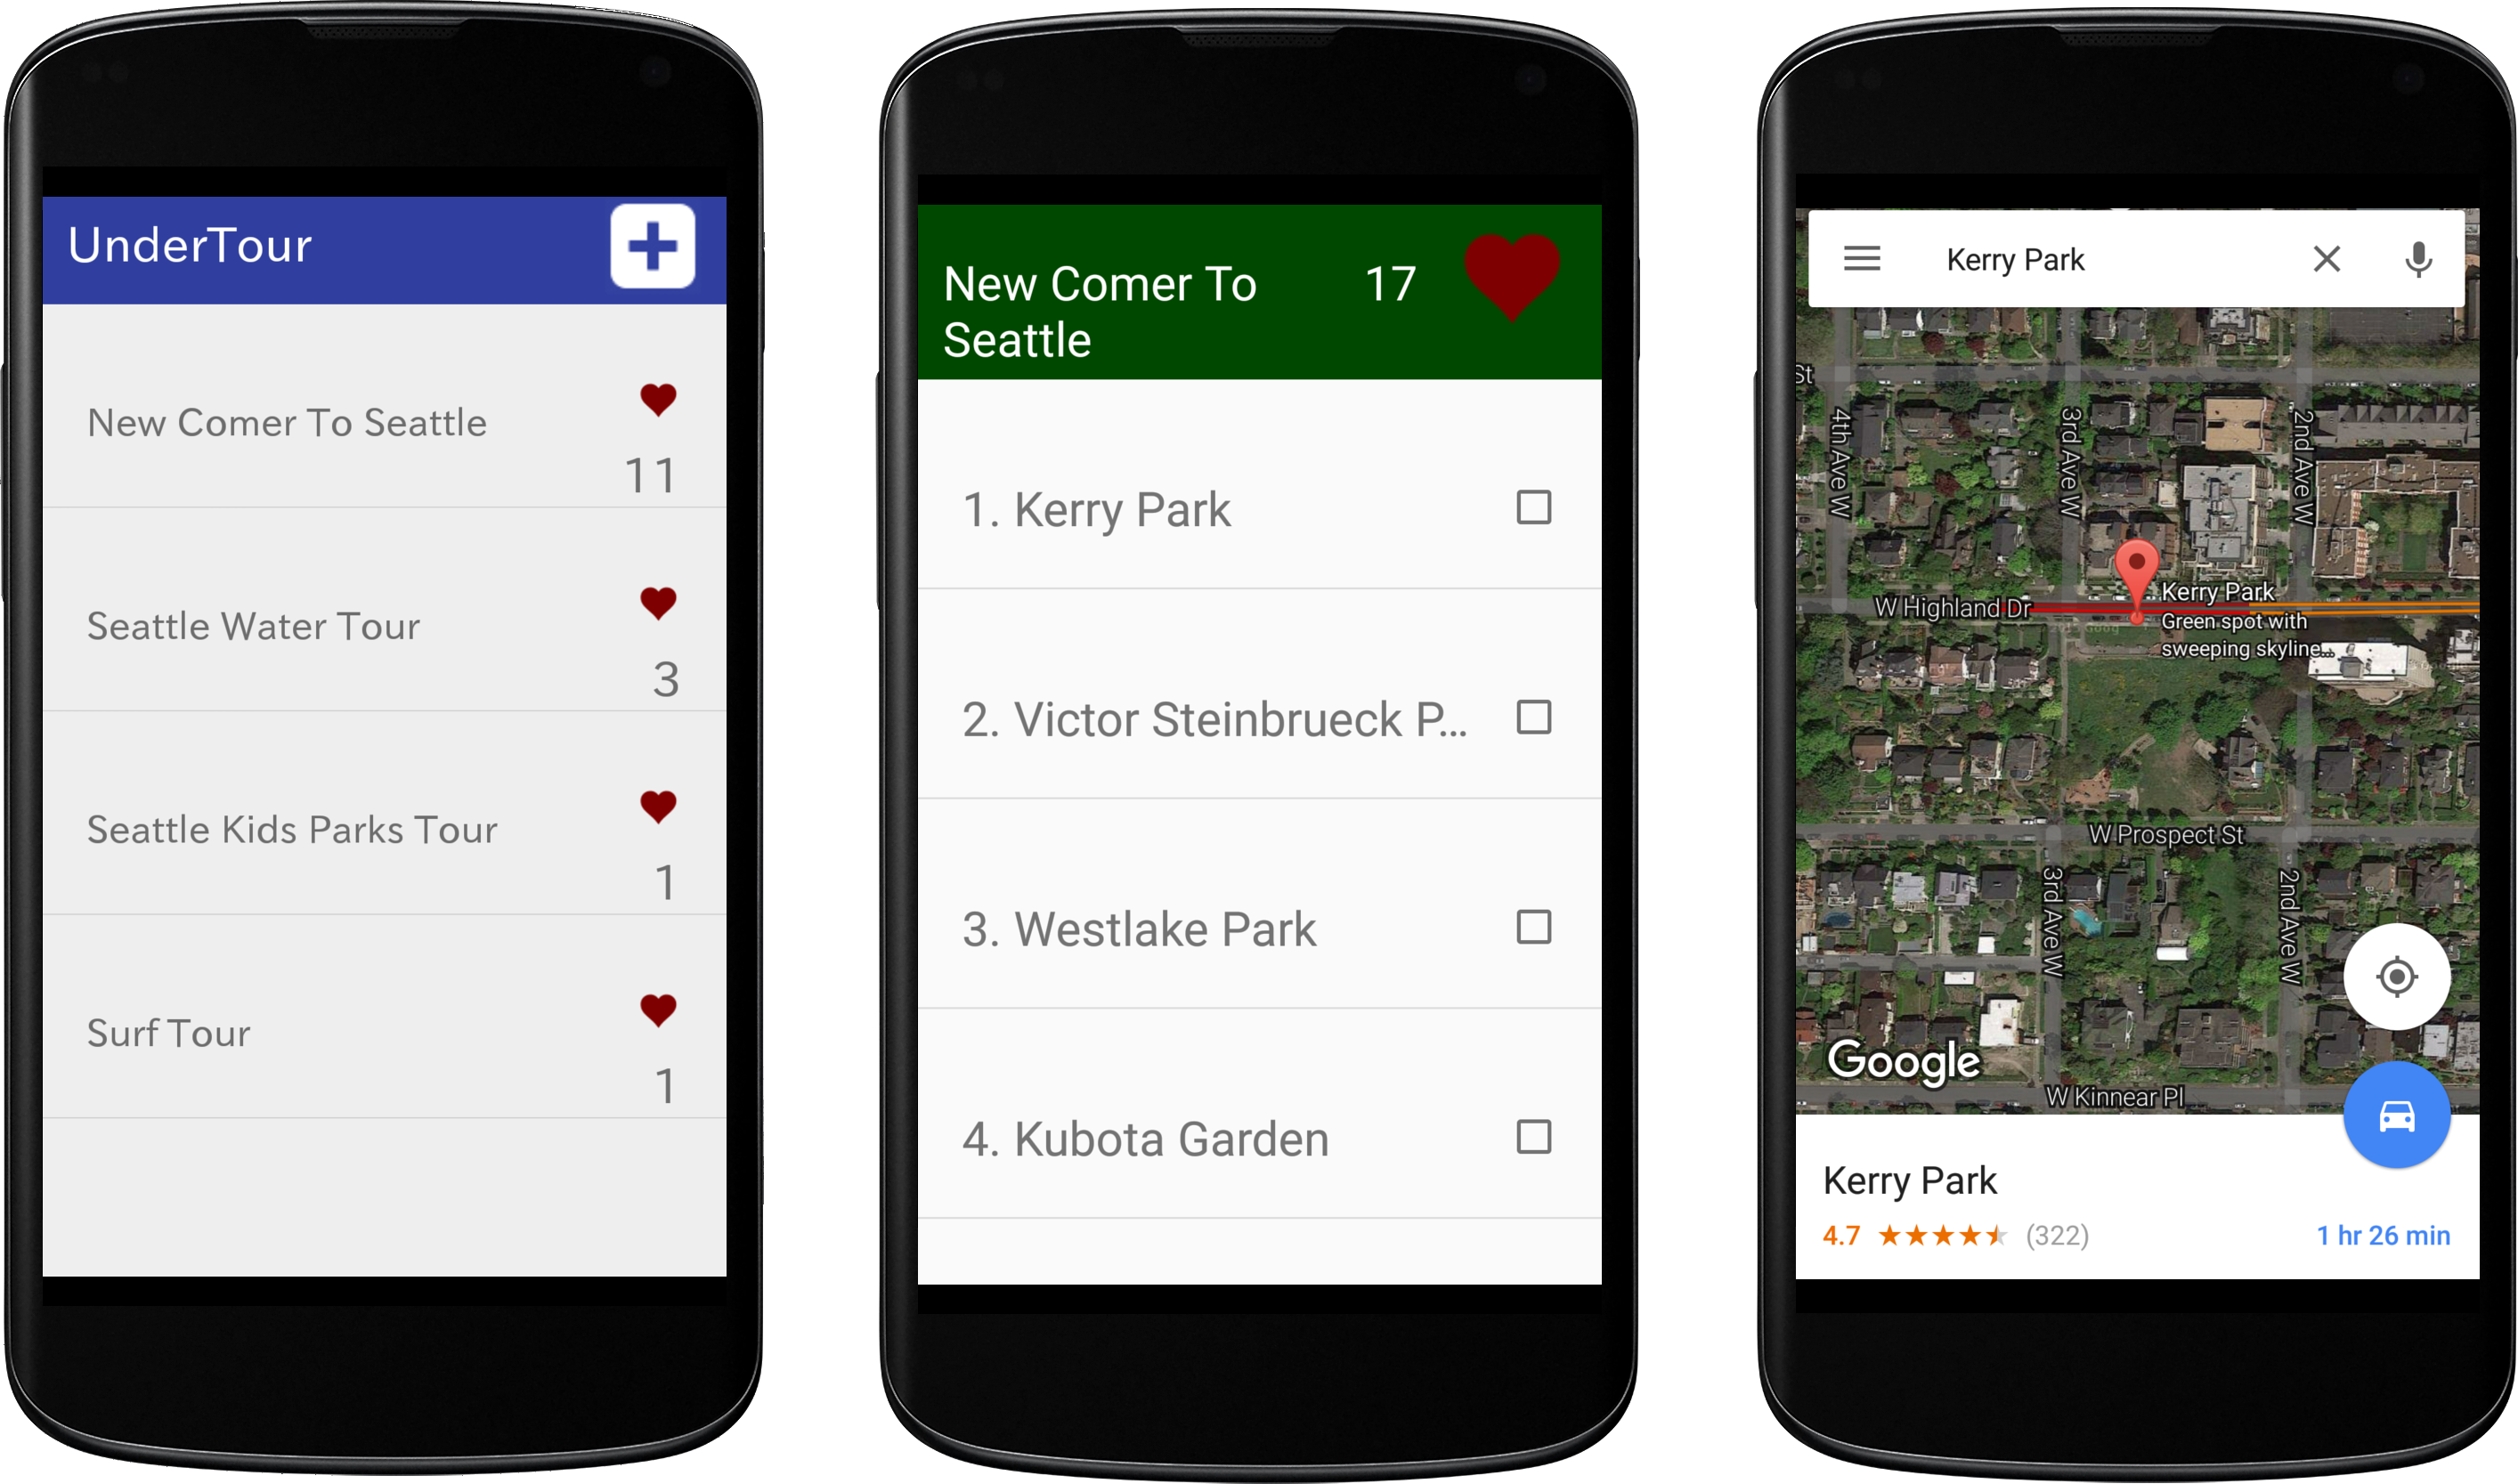 UnderTour
New Comer To Seattle
11
Seattle Water Tour
3
Seattle Kids Parks Tour
1
Surf Tour
1
New Comer To
Seattle
17
1. Kerry Park
2. Victor Steinbrueck P...
3. Westlake Park
4. Kubota Garden
Kerry Park
St
4th Ave W
3rd Ave W
2nd Ave W
W Highland Dr
Kerry Park
Green spot with
sweeping skyline...
W Prospect St
3rd Ave W
2nd Ave W
Google
W Kinnear Pl
Kerry Park
4.7 (322)
1 hr 26 min